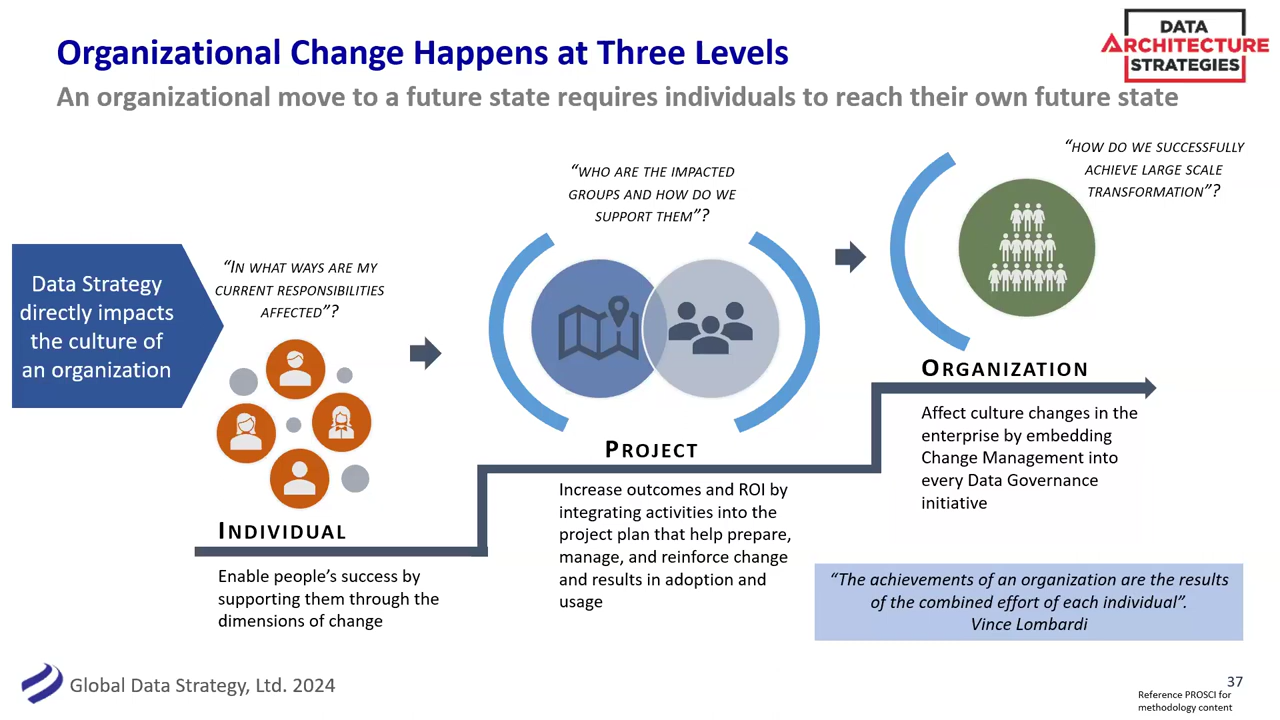 Organizational Change Happens at Three Levels
An organizational move to a future state requires individuals to reach their own future state
DATA
ARCHITECTURE
STRATEGIES
Data Strategy
directly impacts
the culture of
an organization
“IN WHAT WAYS ARE MY
CURRENT RESPONSIBILITIES
AFFECTED”?
INDIVIDUAL
Enable people’s success by
supporting them through the
dimensions of change
“WHO ARE THE IMPACTED
GROUPS AND HOW DO WE
SUPPORT THEM”?
PROJECT
Increase outcomes and ROI by
integrating activities into the
project plan that help prepare,
manage, and reinforce change
and results in adoption and
usage
“HOW DO WE SUCCESSFULLY
ACHIEVE LARGE SCALE
TRANSFORMATION”?
ORGANIZATION
Affect culture changes in the
enterprise by embedding
Change Management into
every Data Governance
initiative
“The achievements of an organization are the results
of the combined effort of each individual”.
Vince Lombardi
Global Data Strategy, Ltd. 2024
37
Reference PROSCI for
methodology content